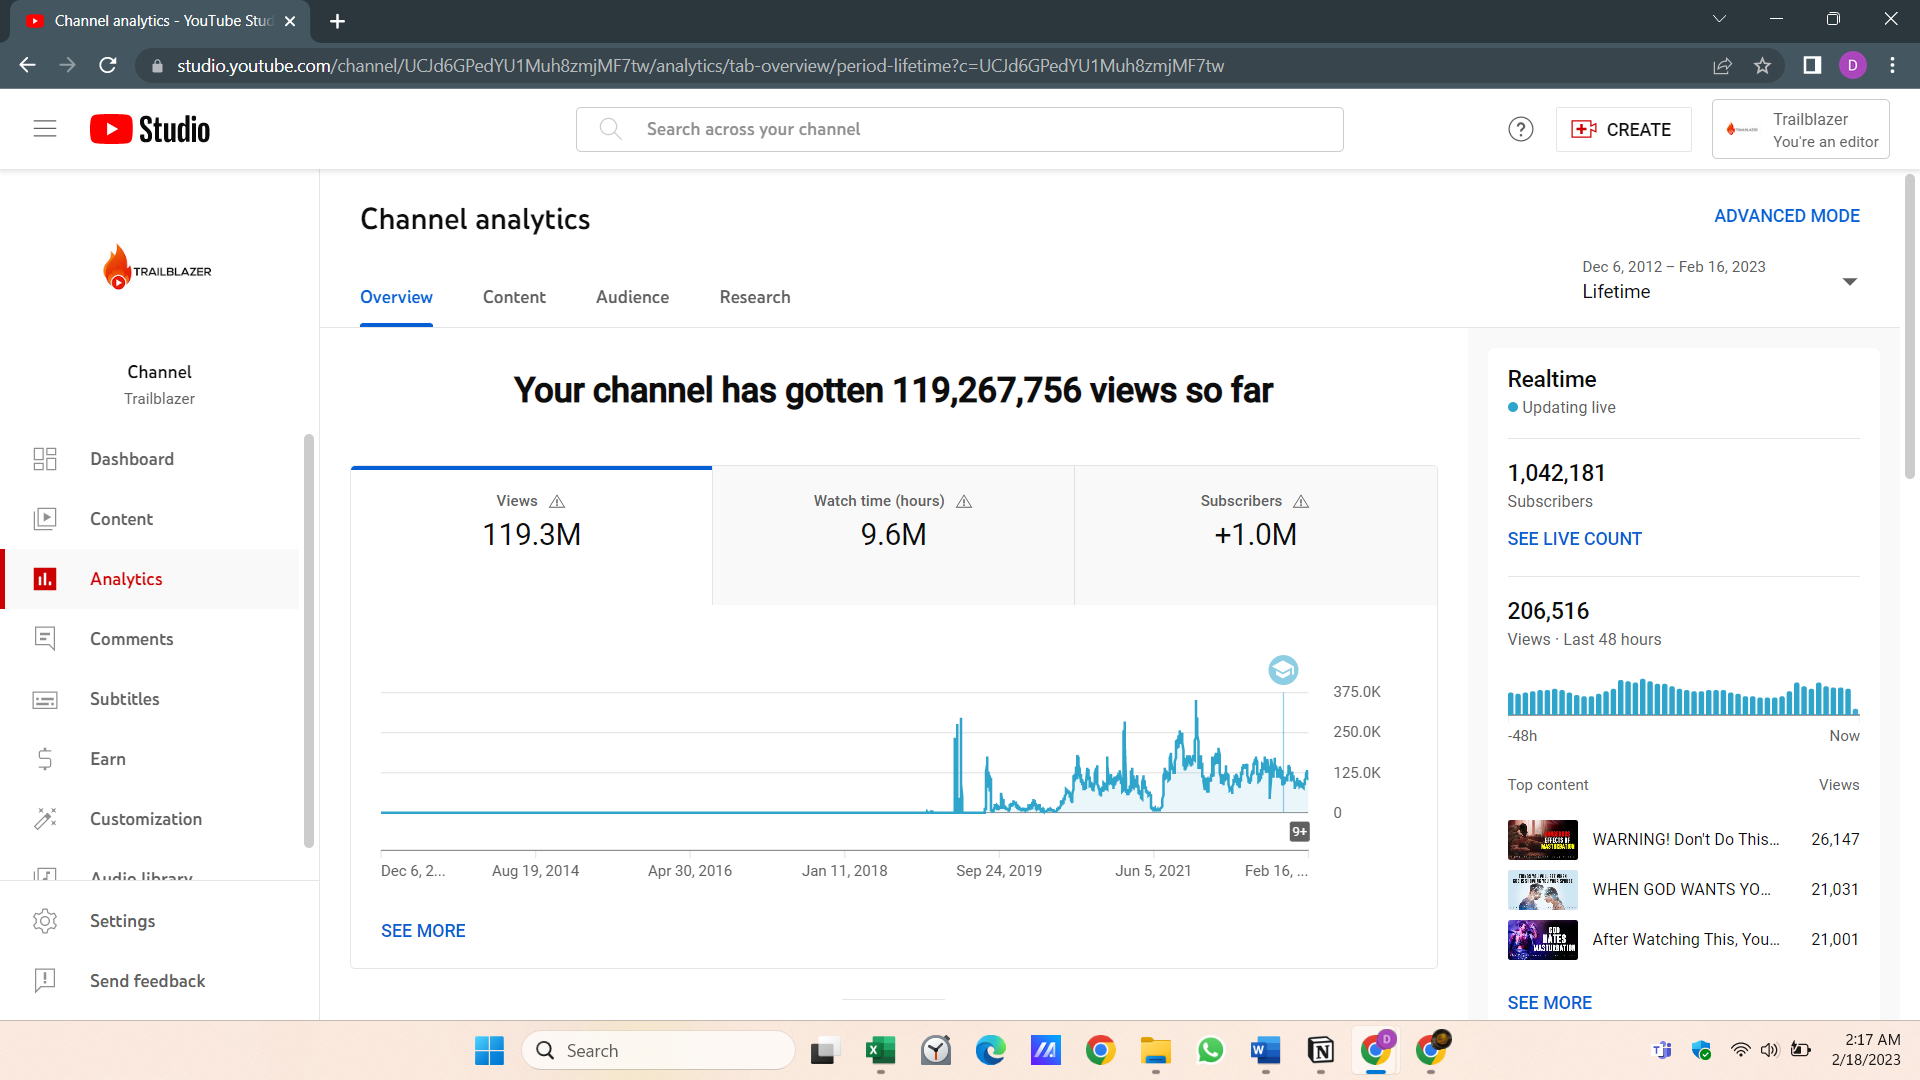 Channel analytics - YouTube Stud
studio.youtube.com/channel/UCJd6GPedYU1Muh8zmjMF7tw/analytics/tab-overview/period-lifetime?c=UCJd6GPedYU1Muh8zmjMF7tw
D
Studio
Search across your channel
CREATE
Trailblazer
You're an editor
TRAILBLAZER
Channel
Trailblazer
Dashboard
Content
Analytics
Comments
Subtitles
Earn
Customization
Audio library
Settings
Send feedback
Channel analytics
ADVANCED MODE
Overview
Content
Audience
Research
Dec 6, 2012 – Feb 16, 2023
Lifetime
Your channel has gotten 119,267,756 views so far
Views
119.3M
Watch time (hours)
9.6M
Subscribers
+1.0M
375.0K
250.0K
125.0K
0
9+
Dec 6, 2...
Aug 19, 2014
Apr 30, 2016
Jan 11, 2018
Sep 24, 2019
Jun 5, 2021
Feb 16, ...
SEE MORE
Realtime
Updating live
1,042,181
Subscribers
SEE LIVE COUNT
206,516
Views · Last 48 hours
-48h
Now
Top content
Views
WARNING! Don't Do This...
26,147
WHEN GOD WANTS YO...
21,031
GOD
HATES
MASTURBATION
After Watching This, You...
21,001
SEE MORE
Search
D
2:17 AM
2/18/2023